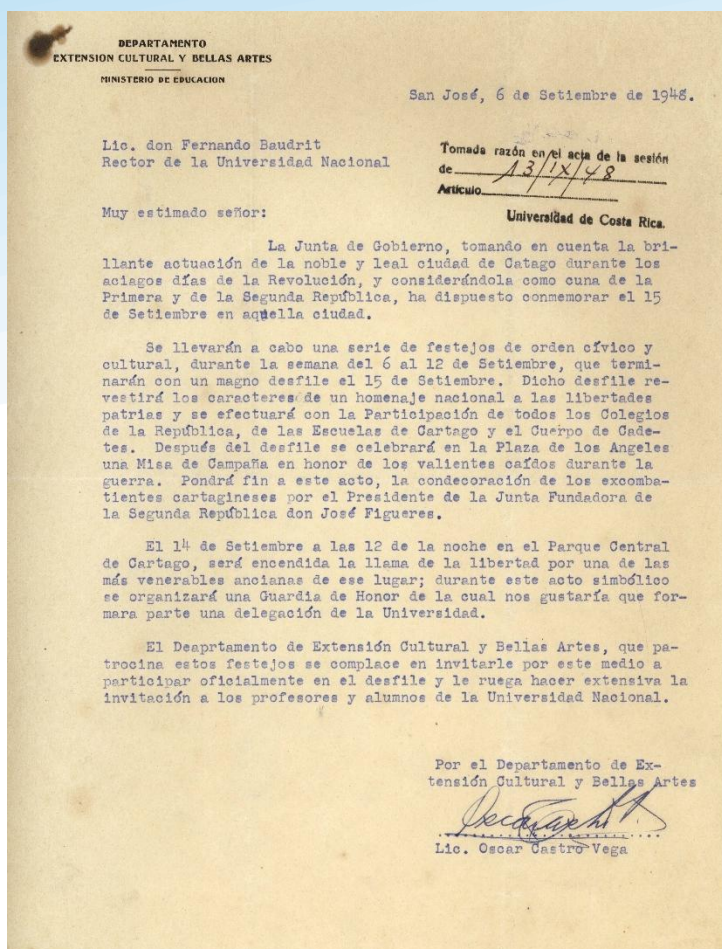 DEPARTAMENTO
EXTENSION CULTURAL Y BELLAS ARTES
MINISTERIO DE EDUCACION
San José, 6 de Setiembre de 1948.
Lic. don Fernando Baudrit
Rector de la Universidad Nacional
Tomada razón en el acta de la sesión
de 13/IX/48
Artículo
Universidad de Costa Rica.
Muy estimado señor:
La Junta de Gobierno, tomando en cuenta la bri-
llante actuación de la noble y leal ciudad de Catago durante los
aciagos días de la Revolución, y considerándola como cuna de la
Primera y de la Segunda República, ha dispuesto conmemorar el 15
de Setiembre en aquella ciudad.
Se llevarán a cabo una serie de festejos de orden cívico y
cultural, durante la semana del 6 al 12 de Setiembre, que termi-
narán con un magno desfile el 15 de Setiembre. Dicho desfile re-
vestirá los caracteres de un homenaje nacional a las libertades
patrias y se efectuará con la Participación de todos los Colegios
de la República, de las Escuelas de Cartago y el Cuerpo de Cade-
tes. Después del desfile se celebrará en la Plaza de los Angeles
una Misa de Campaña en honor de los valientes caídos durante la
guerra. Pondrá fin a este acto, la condecoración de los excomba-
tientes cartagineses por el Presidente de la Junta Fundadora de
la Segunda República don José Figueres.
El 14 de Setiembre a las 12 de la noche en el Parque Central
de Cartago, será encendida la llama de la libertad por una de las
más venerables ancianas de ese lugar; durante este acto simbólico
se organizará una Guardia de Honor de la cual nos gustaría que for-
mara parte una delegación de la Universidad.
El Deaprtamento de Extensión Cultural y Bellas Artes, que pa-
trocina estos festejos se complace en invitarle por este medio a
participar oficialmente en el desfile y le ruega hacer extensiva la
invitación a los profesores y alumnos de la Universidad Nacional.
Por el Departamento de Ex-
tensión Cultural y Bellas Artes
Lic. Oscar Castro Vega